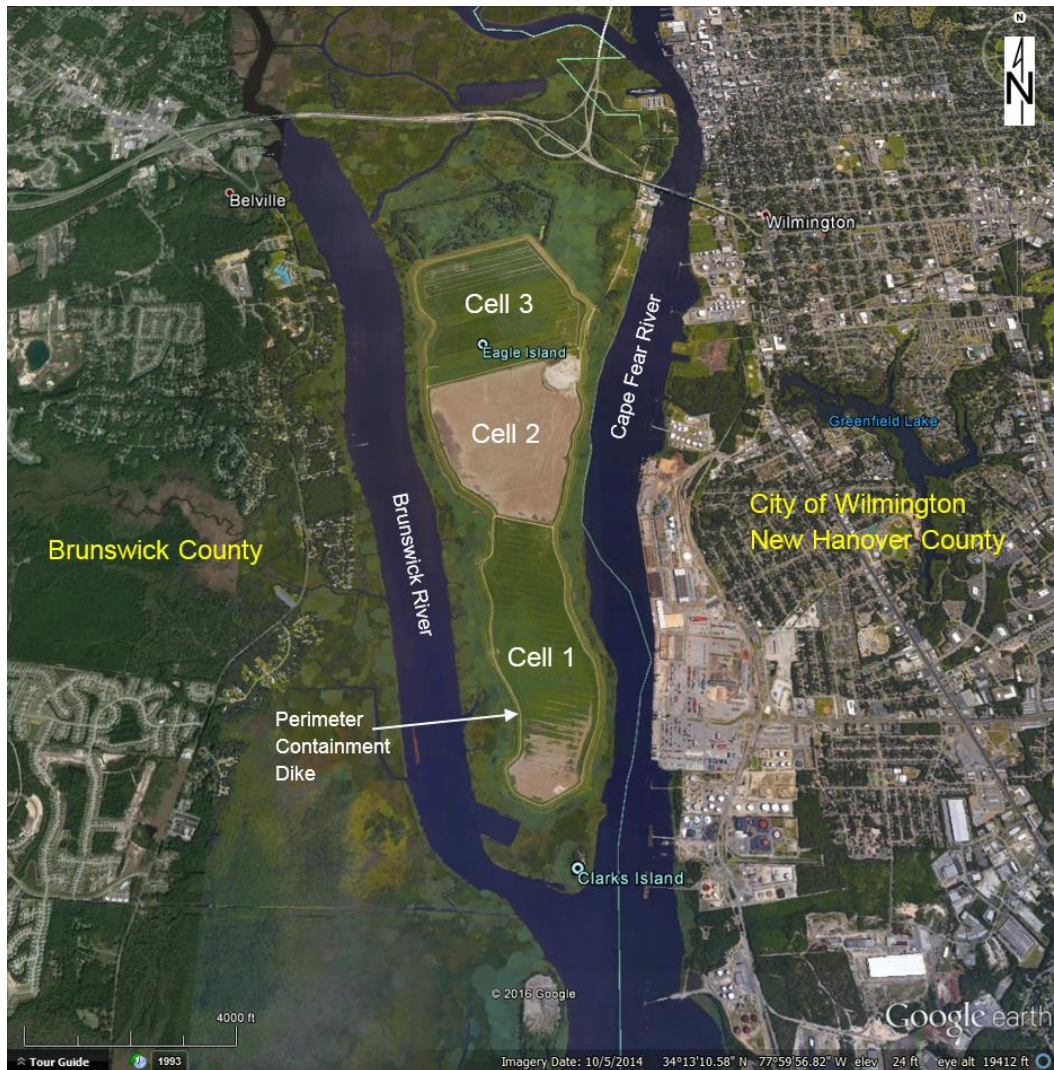 N
N
Belville
Wilmington
Cell 3
Eagle Island
Cape Fear River
Cell 2
Greenfield Lake
City of Wilmington
New Hanover County
Brunswick County
Brunswick River
Cell 1
Perimeter
Containment
Dike
Clarks Island
© 2016 Google
4000 ft
Google earth
Tour Guide
1993
Imagery Date: 10/5/2014 34°13'10.58" N 77°59'56.82" W elev 24 ft eye alt 19412 ft